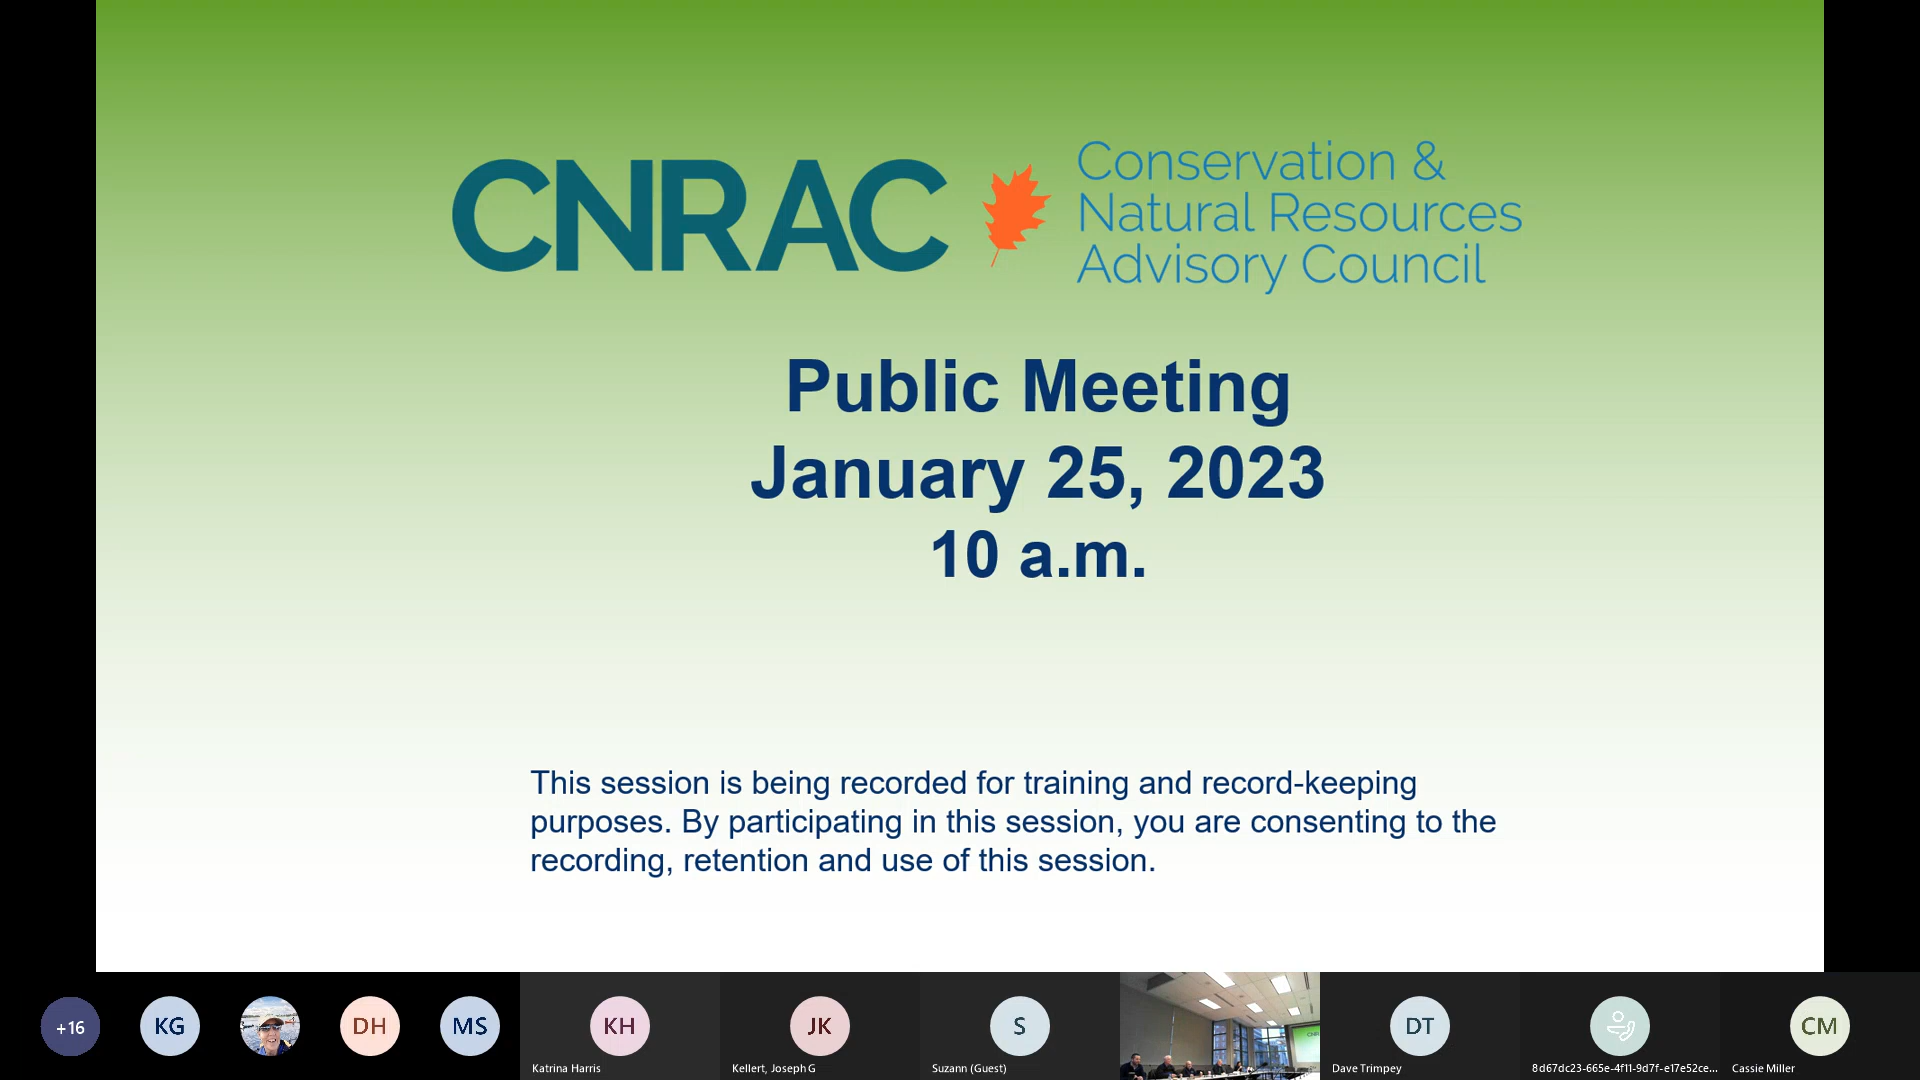 CNRAC
Conservation &
Natural Resources
Advisory Council
Public Meeting
January 25, 2023
10 a.m.
This session is being recorded for training and record-keeping
purposes. By participating in this session, you are consenting to the
recording, retention and use of this session.
+16
KG
DH
MS
KH
JK
S
DT
CM
Katrina Harris
Kellert, Joseph G
Suzann (Guest)
Dave Trimpey
8d67dc23-665e-4f11-9d7f-e17e52ce...
Cassie Miller